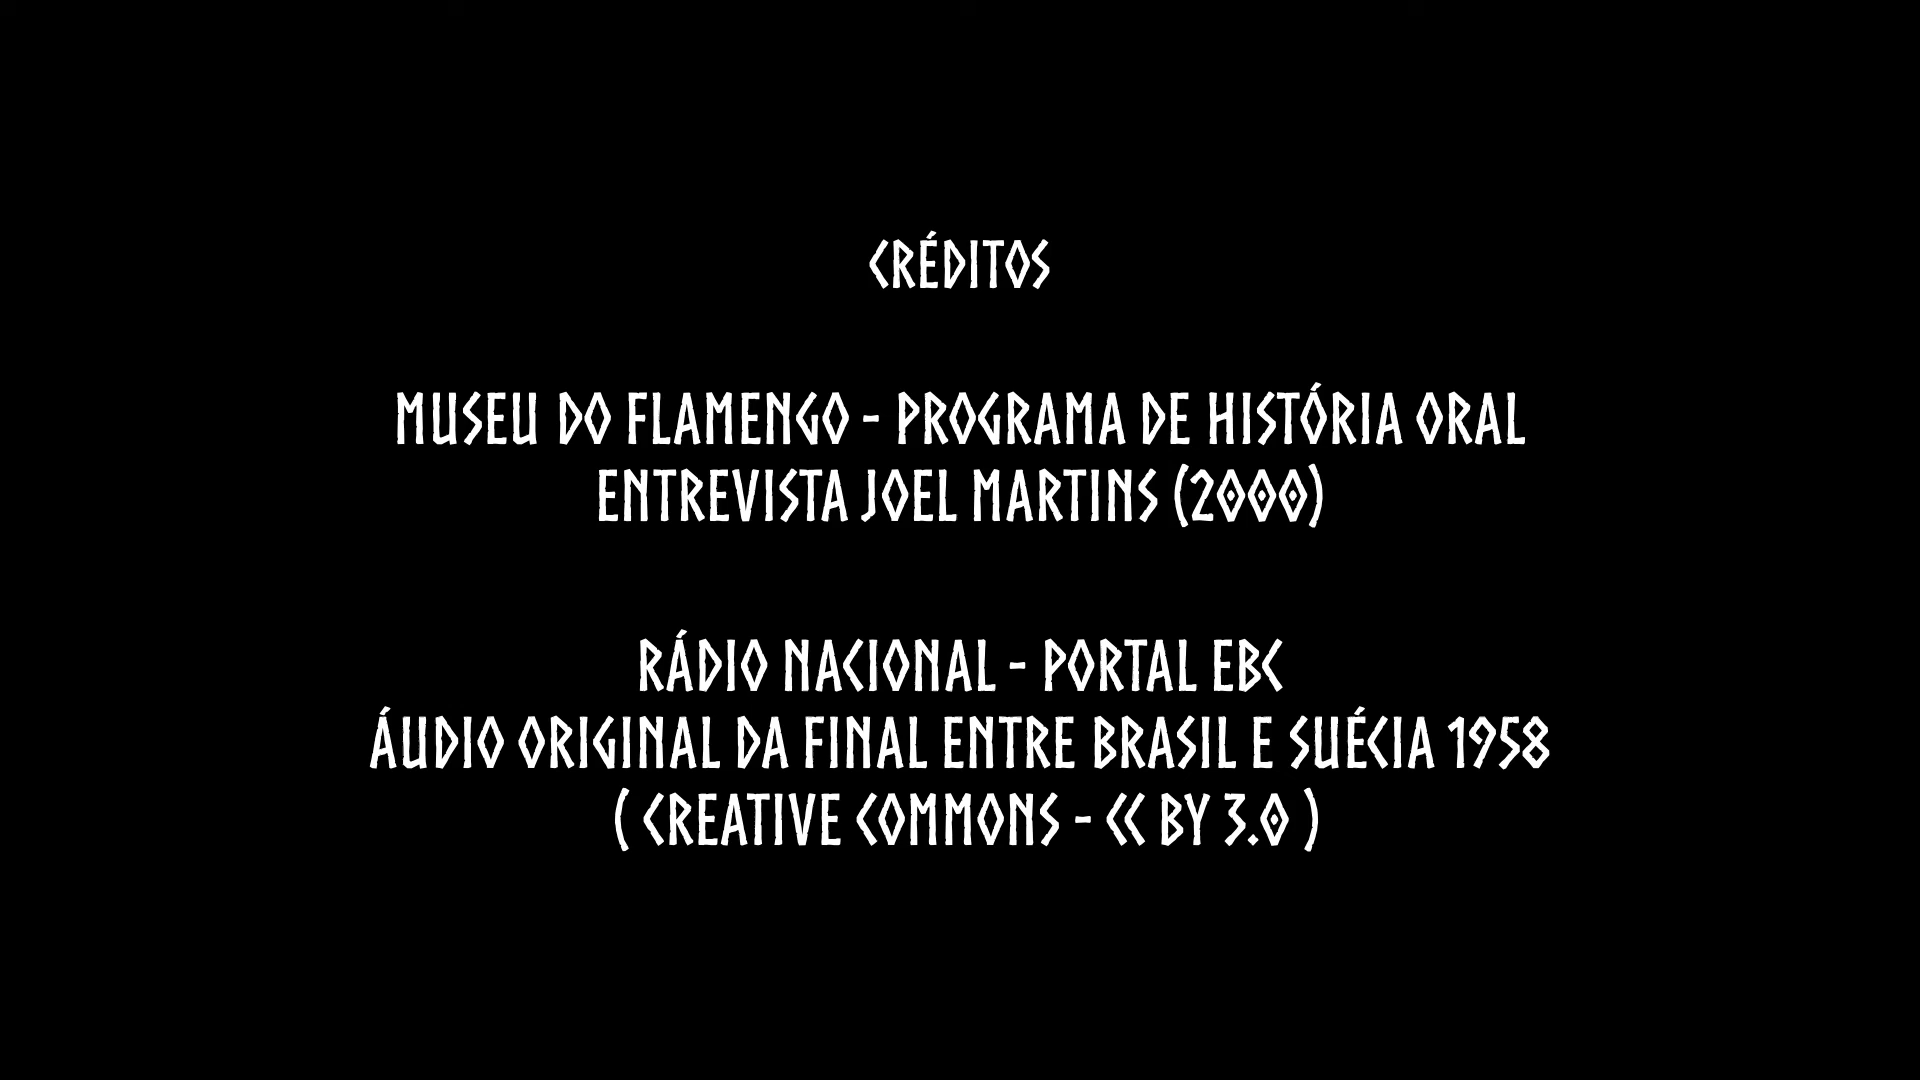 CRÉDITOS
MUSEU DO FLAMENGO - PROGRAMA DE HISTÓRIA ORAL
ENTREVISTA JOEL MARTINS (2000)
RÁDIO NACIONAL - PORTAL EBC
ÁUDIO ORIGINAL DA FINAL ENTRE BRASIL E SUÉCIA 1958
( CREATIVE COMMONS - CC BY 3.0 )